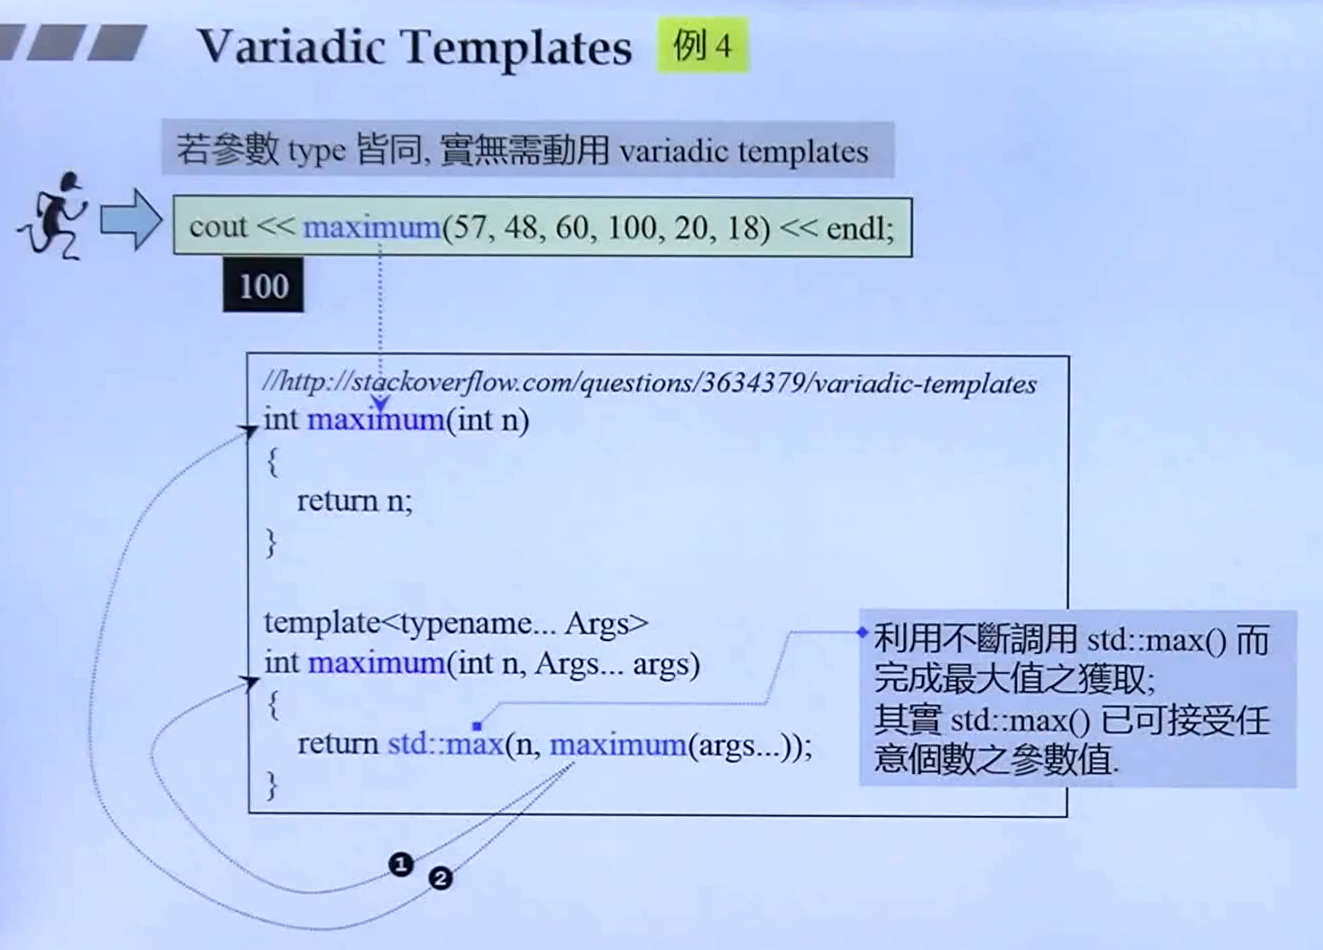 Variadic Templates 例 4
若參數 type 皆同, 實無需動用 variadic templates
cout << maximum(57, 48, 60, 100, 20, 18) << endl;
100
//http://stackoverflow.com/questions/3634379/variadic-templates
int maximum(int n)
{
return n;
}
template<typename... Args>
int maximum(int n, Args... args)
{
return std::max(n, maximum(args...));
}
利用不斷調用 std::max() 而
完成最大值之獲取;
其實 std::max() 已可接受任
意個數之參數值.
❶
❷